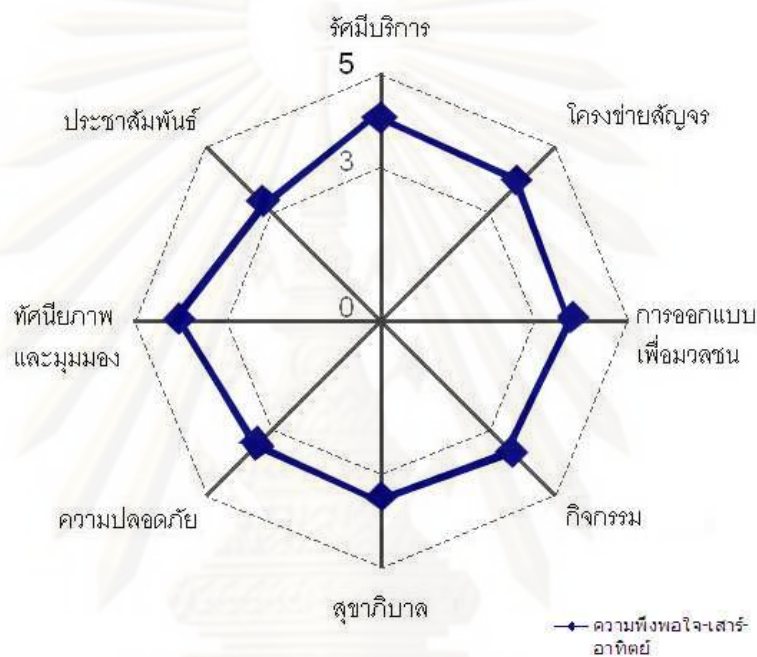 รัศมีบริการ
5
ประชาสัมพันธ์
โครงข่ายสัญจร
3
0
ทัศนียภาพ
และมุมมอง
การออกแบบ
เพื่อมวลชน
ความปลอดภัย
กิจกรรม
สุขาภิบาล
ความพึงพอใจ-เสาร์-
อาทิตย์